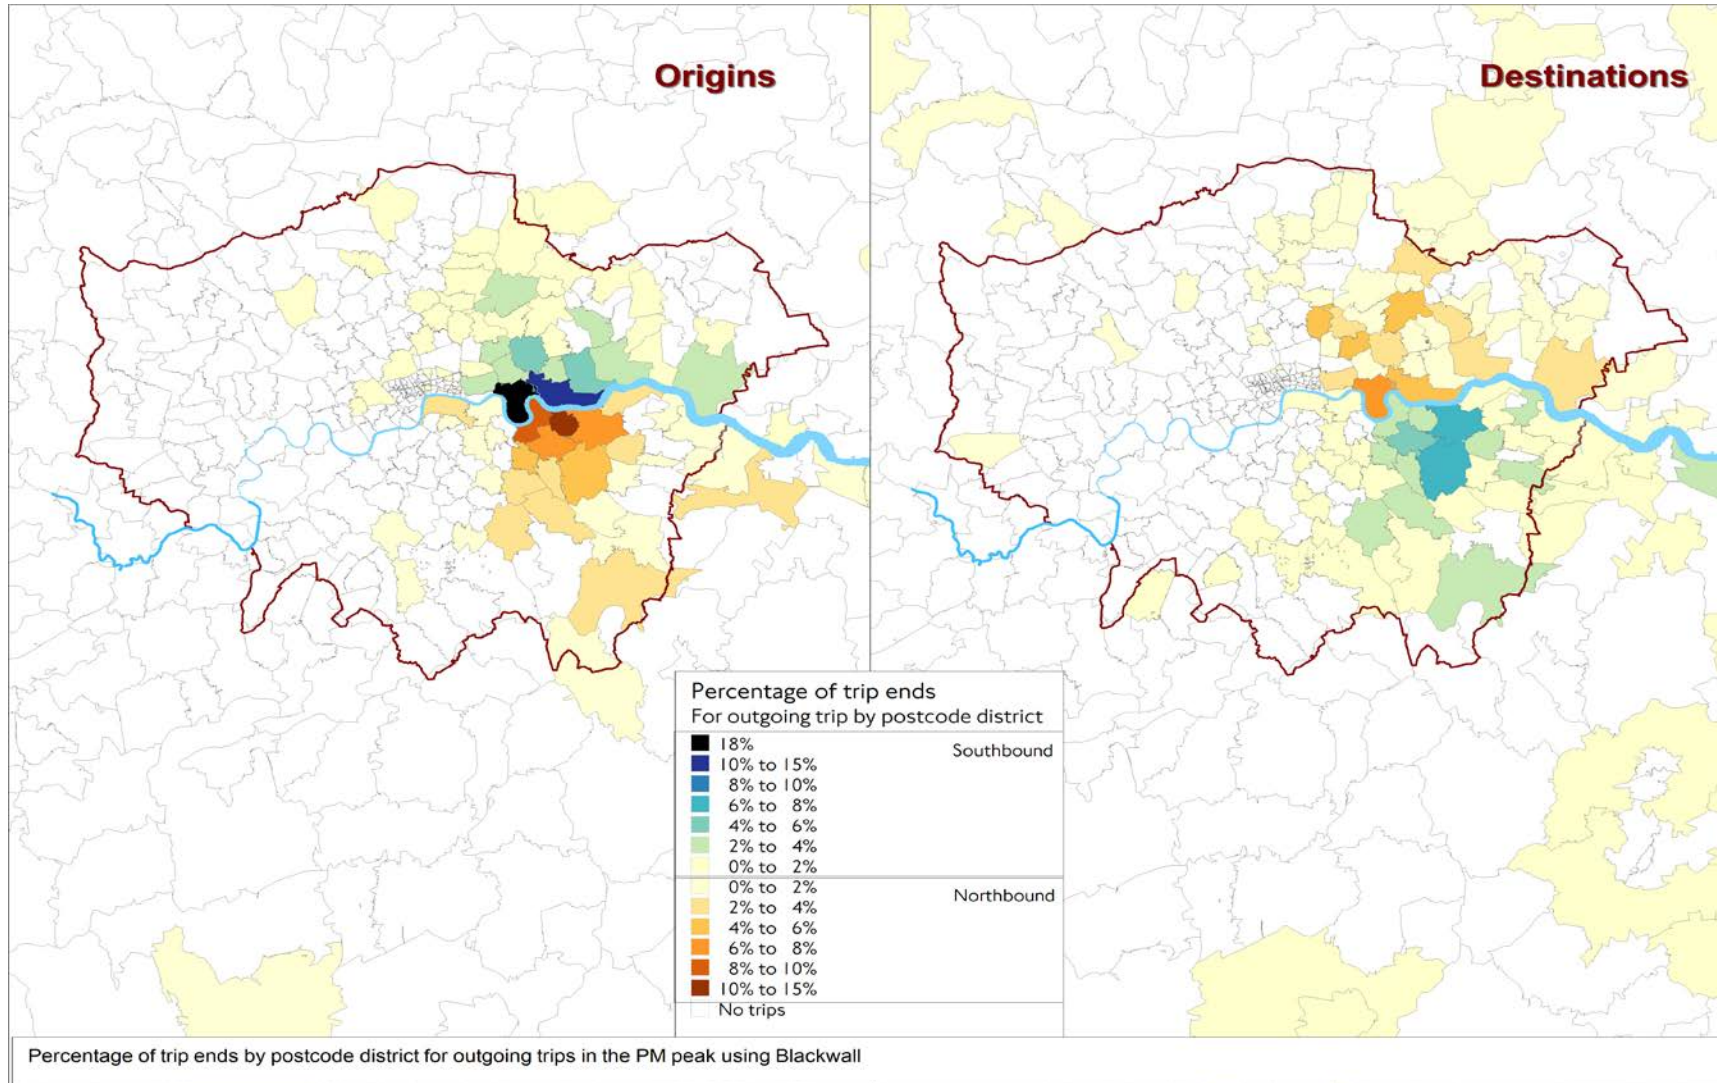 Origins
Destinations
Percentage of trip ends
For outgoing trip by postcode district
Southbound
18%
10% to 15%
8% to 10%
6% to 8%
4% to 6%
2% to 4%
0% to 2%
Northbound
0% to 2%
2% to 4%
4% to 6%
6% to 8%
8% to 10%
10% to 15%
No trips
Percentage of trip ends by postcode district for outgoing trips in the PM peak using Blackwall